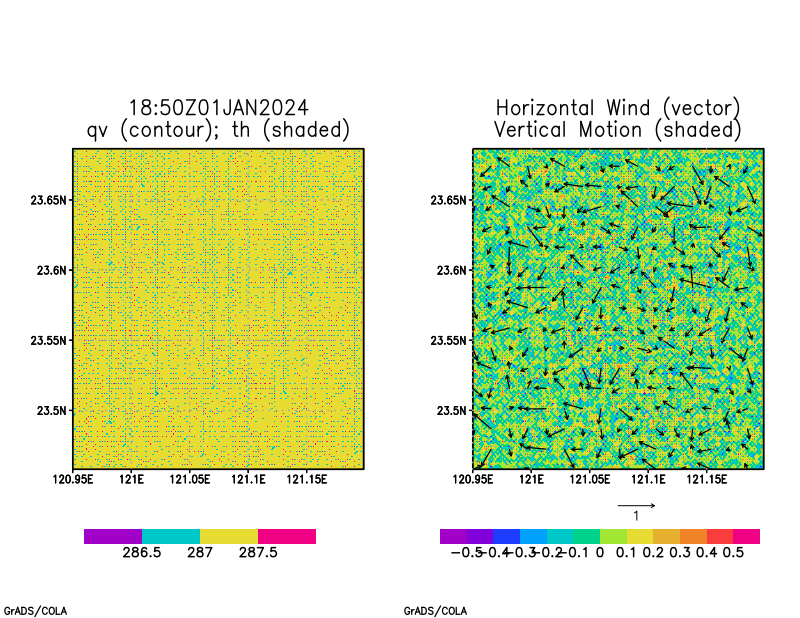 18:50Z01JAN2024
qv (contour); th (shaded)
23.65N
23.6N
23.55N
23.5N
120.95E 121E 121.05E 121.1E 121.15E
286.5 287 287.5
Horizontal Wind (vector)
Vertical Motion (shaded)
23.65N
23.6N
23.55N
23.5N
120.95E 121E 121.05E 121.1E 121.15E
1
-0.5 -0.4 -0.3 -0.2 -0.1 0 0.1 0.2 0.3 0.4 0.5
GrADS/COLA GrADS/COLA